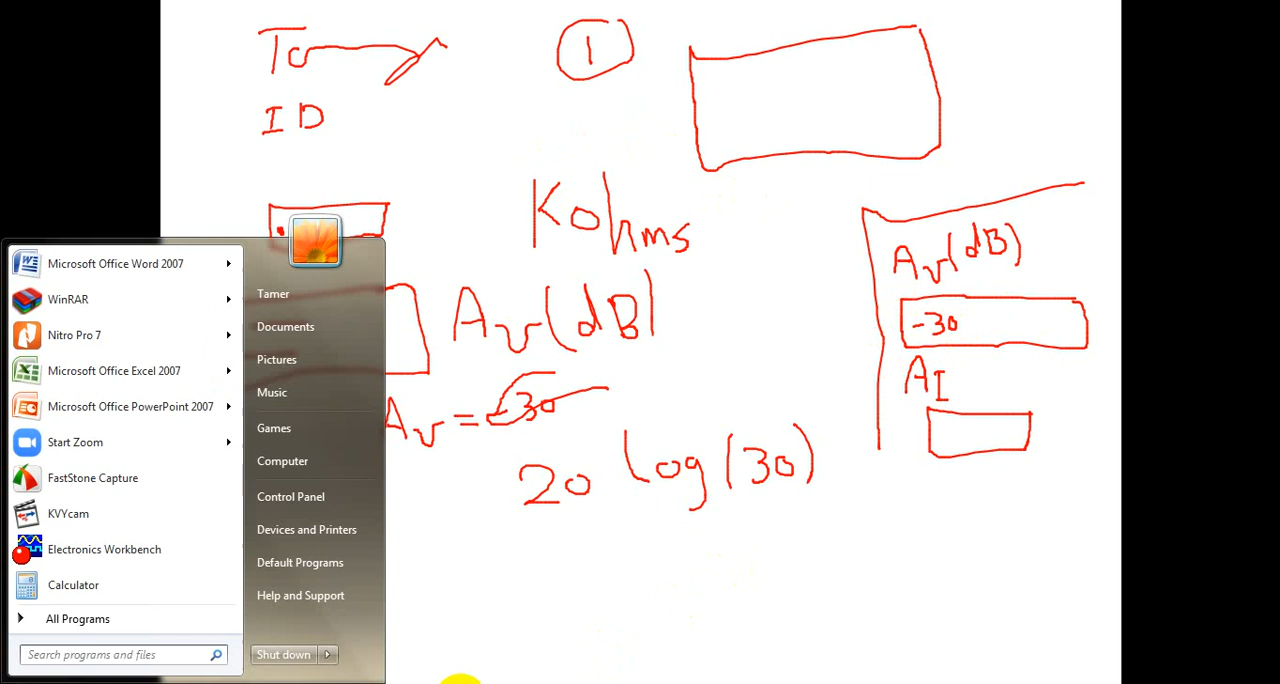 To
ID
1
Kohms
Av(dB)
Av = -30
20 log(30)
Av(dB)
-30
AI
Microsoft Office Word 2007
WinRAR
Nitro Pro 7
Microsoft Office Excel 2007
Microsoft Office PowerPoint 2007
Start Zoom
FastStone Capture
KVYcam
Electronics Workbench
Calculator
All Programs
Search programs and files
Tamer
Documents
Pictures
Music
Games
Computer
Control Panel
Devices and Printers
Default Programs
Help and Support
Shut down